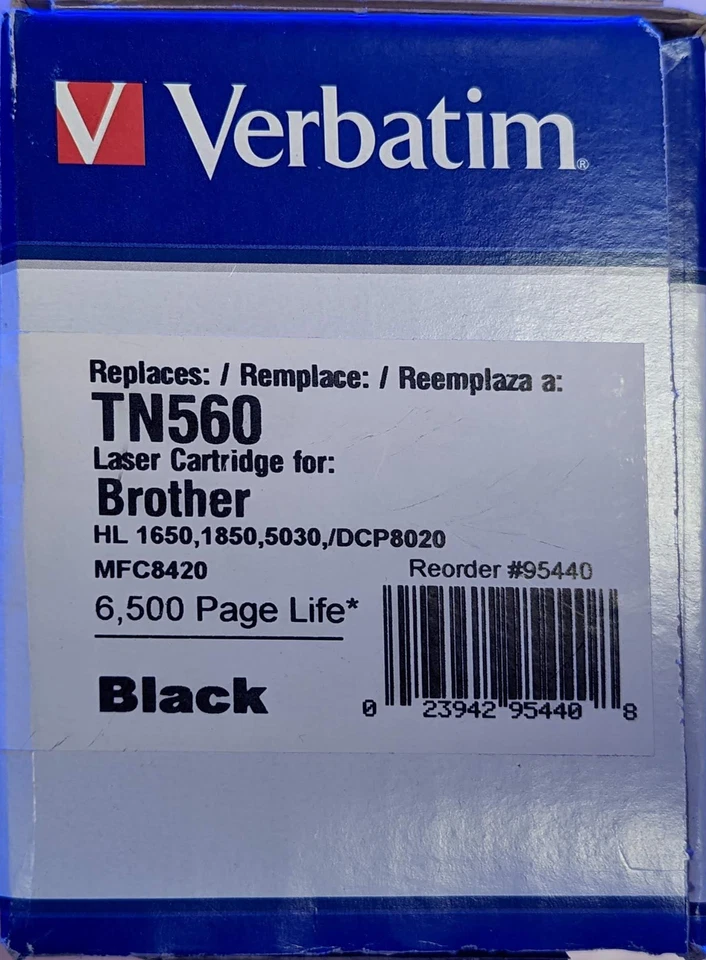 V Verbatim®
Replaces: / Remplace: / Reemplaza a:
TN560
Laser Cartridge for:
Brother
HL 1650,1850,5030,/DCP8020
MFC8420
Reorder #95440
6,500 Page Life*
Black
0 23942 95440 8